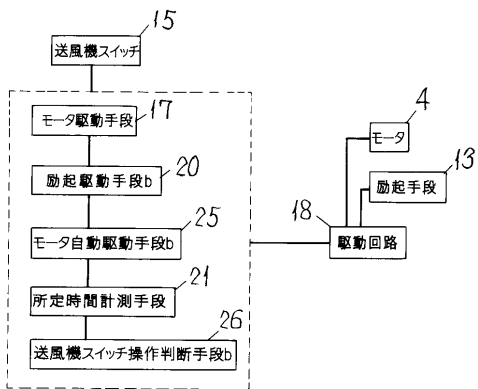 15
送風機スイッチ
17
モータ駆動手段
20
励起駆動手段b
25
モータ自動駆動手段b
21
所定時間計測手段
26
送風機スイッチ操作判断手段b
4
モータ
13
励起手段
18
駆動回路